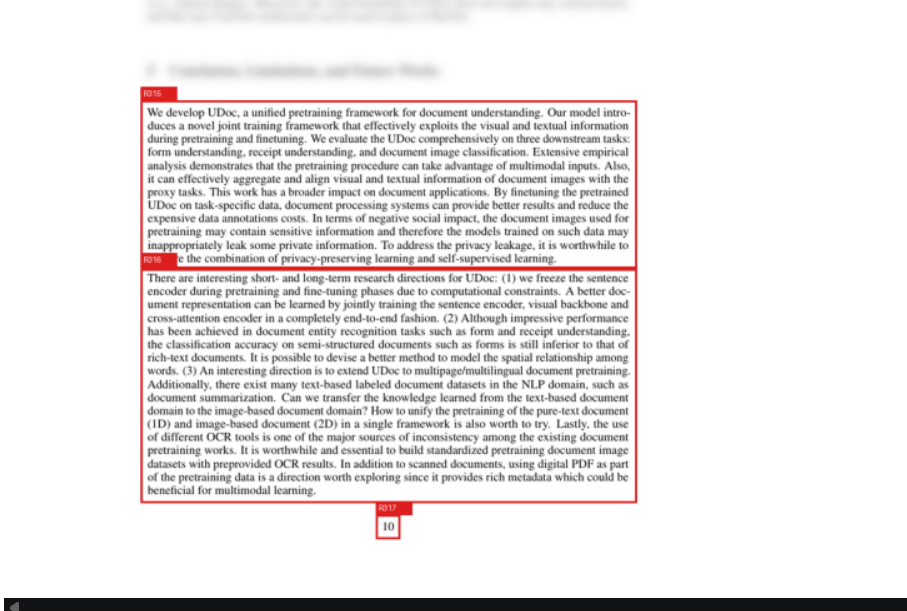 R315
We develop UDoc, a unified pretraining framework for document understanding. Our model intro-
duces a novel joint training framework that effectively exploits the visual and textual information
during pretraining and finetuning. We evaluate the UDoc comprehensively on three downstream tasks:
form understanding, receipt understanding, and document image classification. Extensive empirical
analysis demonstrates that the pretraining procedure can take advantage of multimodal inputs. Also,
it can effectively aggregate and align visual and textual information of document images with the
proxy tasks. This work has a broader impact on document applications. By finetuning the pretrained
UDoc on task-specific data, document processing systems can provide better results and reduce the
expensive data annotations costs. In terms of negative social impact, the document images used for
pretraining may contain sensitive information and therefore the models trained on such data may
inappropriately leak some private information. To address the privacy leakage, it is worthwhile to
R316
the combination of privacy-preserving learning and self-supervised learning.
There are interesting short- and long-term research directions for UDoc: (1) we freeze the sentence
encoder during pretraining and fine-tuning phases due to computational constraints. A better doc-
ument representation can be learned by jointly training the sentence encoder, visual backbone and
cross-attention encoder in a completely end-to-end fashion. (2) Although impressive performance
has been achieved in document entity recognition tasks such as form and receipt understanding,
the classification accuracy on semi-structured documents such as forms is still inferior to that of
rich-text documents. It is possible to devise a better method to model the spatial relationship among
words. (3) An interesting direction is to extend UDoc to multipage/multilingual document pretraining.
Additionally, there exist many text-based labeled document datasets in the NLP domain, such as
document summarization. Can we transfer the knowledge learned from the text-based document
domain to the image-based document domain? How to unify the pretraining of the pure-text document
(1D) and image-based document (2D) in a single framework is also worth to try. Lastly, the use
of different OCR tools is one of the major sources of inconsistency among the existing document
pretraining works. It is worthwhile and essential to build standardized pretraining document image
datasets with preprovided OCR results. In addition to scanned documents, using digital PDF as part
of the pretraining data is a direction worth exploring since it provides rich metadata which could be
beneficial for multimodal learning.
R317
10